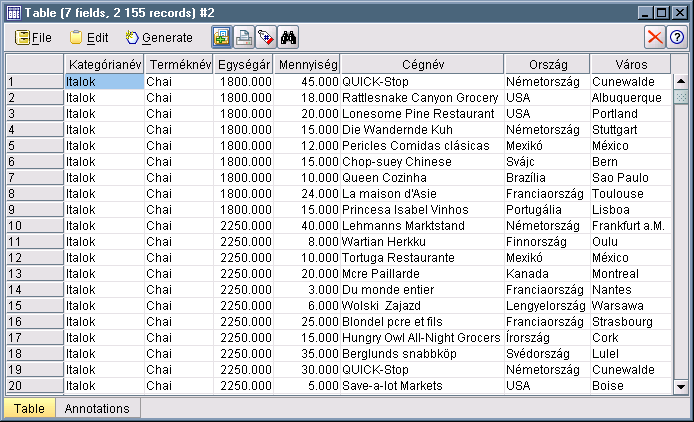 Table (7 fields, 2 155 records) #2
File Edit Generate
Kategórianév Terméknév Egységár Mennyiség Cégnév Ország Város
1 Italok Chai 1800.000 45.000 QUICK-Stop Németország Cunewalde
2 Italok Chai 1800.000 18.000 Rattlesnake Canyon Grocery USA Albuquerque
3 Italok Chai 1800.000 20.000 Lonesome Pine Restaurant USA Portland
4 Italok Chai 1800.000 15.000 Die Wandernde Kuh Németország Stuttgart
5 Italok Chai 1800.000 12.000 Pericles Comidas clásicas Mexikó México
6 Italok Chai 1800.000 15.000 Chop-suey Chinese Svájc Bern
7 Italok Chai 1800.000 10.000 Queen Cozinha Brazília Sao Paulo
8 Italok Chai 1800.000 24.000 La maison d'Asie Franciaország Toulouse
9 Italok Chai 1800.000 15.000 Princesa Isabel Vinhos Portugália Lisboa
10 Italok Chai 2250.000 40.000 Lehmanns Marktstand Németország Frankfurt a.M.
11 Italok Chai 2250.000 8.000 Wartian Herkku Finnország Oulu
12 Italok Chai 2250.000 10.000 Tortuga Restaurante Mexikó México
13 Italok Chai 2250.000 20.000 Mcre Paillarde Kanada Montreal
14 Italok Chai 2250.000 3.000 Du monde entier Franciaország Nantes
15 Italok Chai 2250.000 6.000 Wolski Zajazd Lengyelország Warsawa
16 Italok Chai 2250.000 25.000 Blondel pcre et fils Franciaország Strasbourg
17 Italok Chai 2250.000 15.000 Hungry Owl All-Night Grocers Írország Cork
18 Italok Chai 2250.000 35.000 Berglunds snabbköp Svédország Lulel
19 Italok Chai 2250.000 30.000 QUICK-Stop Németország Cunewalde
20 Italok Chai 2250.000 5.000 Save-a-lot Markets USA Boise
Table Annotations